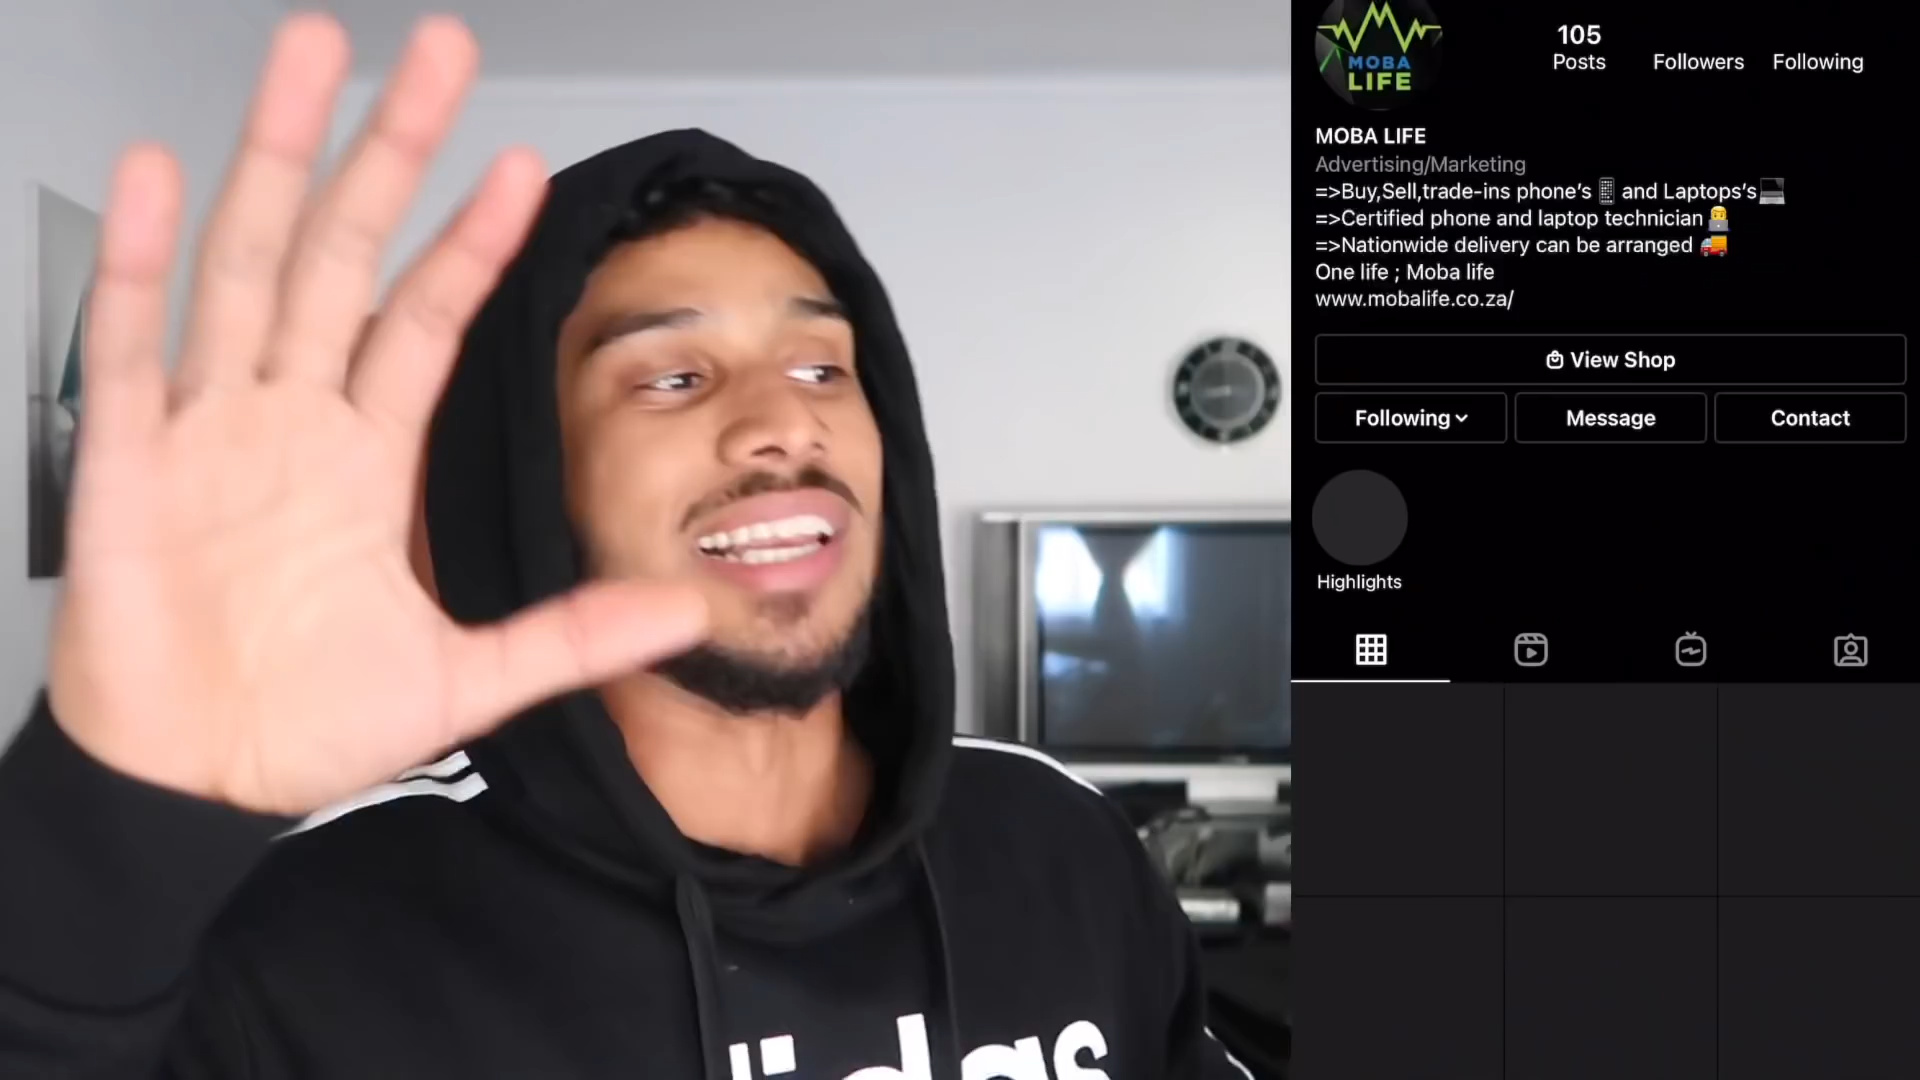 MOBA
LIFE
105
Posts
Followers
Following
MOBA LIFE
Advertising/Marketing
=>Buy,Sell,trade-ins phone's 📱 and Laptops's💻
=>Certified phone and laptop technician👨‍💻
=>Nationwide delivery can be arranged 🚚
One life ; Moba life
www.mobalife.co.za/
View Shop
Following
Message
Contact
Highlights
adidas